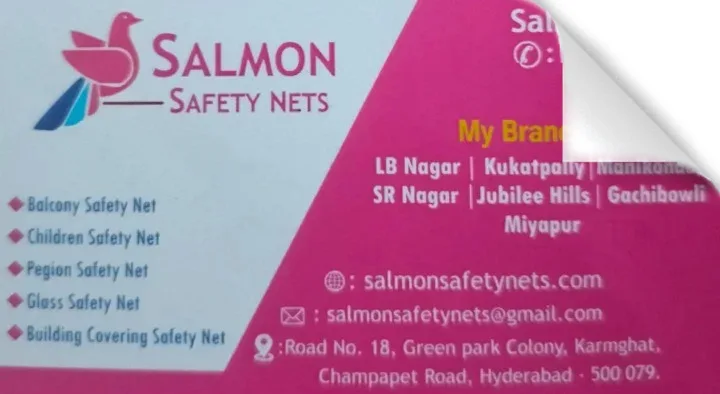 SALMON
SAFETY NETS
Balcony Safety Net
Children Safety Net
Pegion Safety Net
Glass Safety Net
Building Covering Safety Net
Sal
My Bran
LB Nagar | Kukatpally |
SR Nagar | Jubilee Hills | Gachibowli
Miyapur
: salmonsafetynets.com
: salmonsafetynets@gmail.com
:Road No. 18, Green park Colony, Karmghat,
Champapet Road, Hyderabad - 500 079.